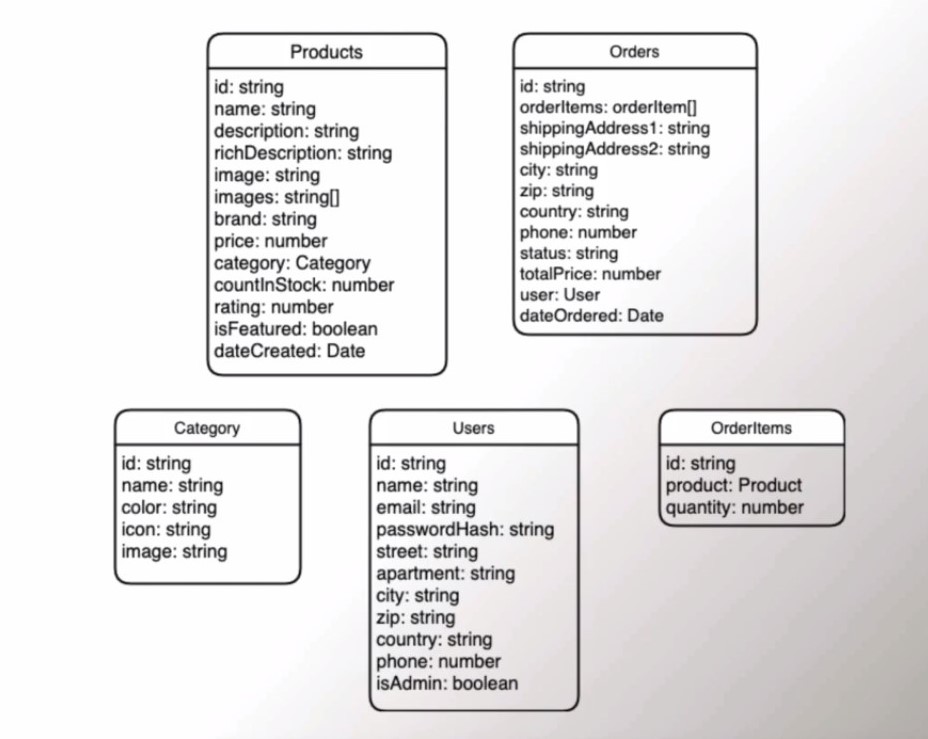 Products
id: string
name: string
description: string
richDescription: string
image: string
images: string[]
brand: string
price: number
category: Category
countInStock: number
rating: number
isFeatured: boolean
dateCreated: Date
Orders
id: string
orderItems: orderItem[]
shippingAddress1: string
shippingAddress2: string
city: string
zip: string
country: string
phone: number
status: string
totalPrice: number
user: User
dateOrdered: Date
Category
id: string
name: string
color: string
icon: string
image: string
Users
id: string
name: string
email: string
passwordHash: string
street: string
apartment: string
city: string
zip: string
country: string
phone: number
isAdmin: boolean
OrderItems
id: string
product: Product
quantity: number